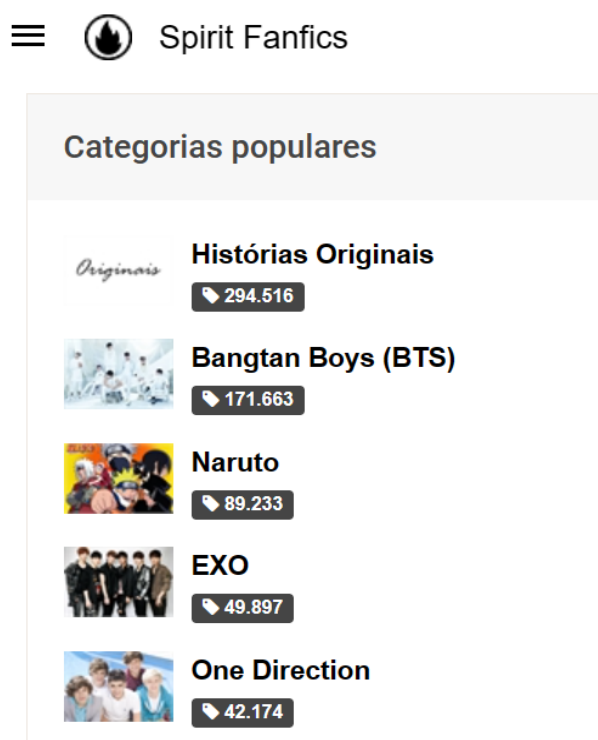 Spirit Fanfics
Categorias populares
Originais
Histórias Originais
294.516
Bangtan Boys (BTS)
171.663
Naruto
89.233
EXO
49.897
One Direction
42.174